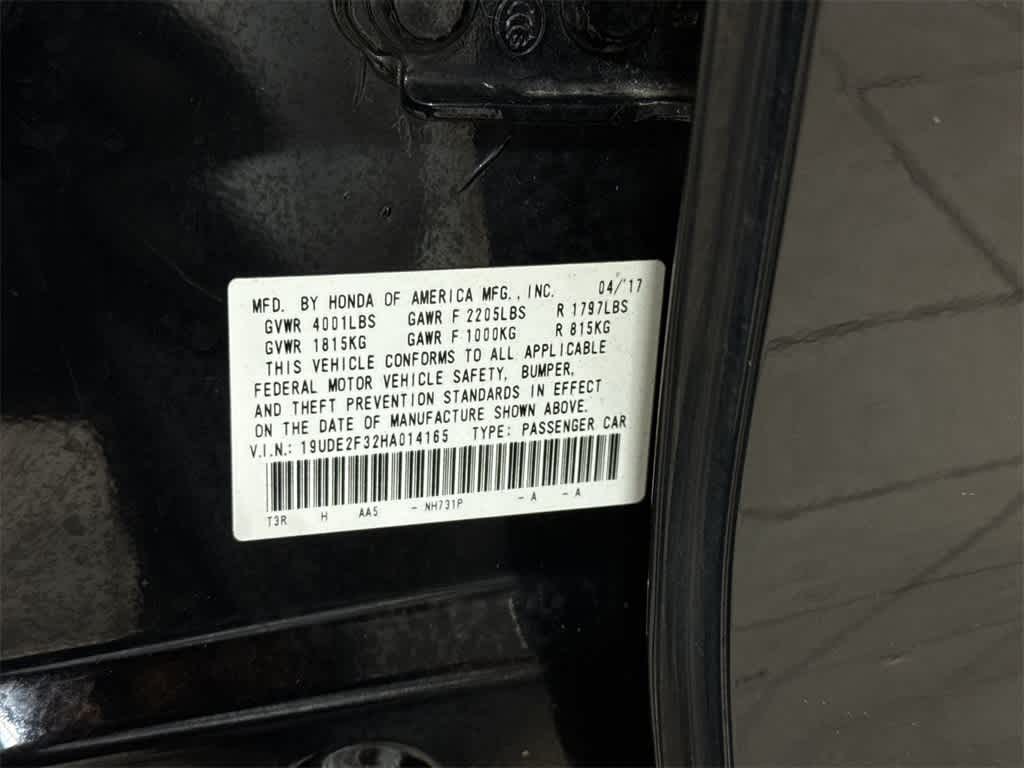 MFD. BY HONDA OF AMERICA MFG., INC. 04/'17
GVWR 4001LBS GAWR F 2205LBS R 1797LBS
GVWR 1815KG GAWR F 1000KG R 815KG
THIS VEHICLE CONFORMS TO ALL APPLICABLE
FEDERAL MOTOR VEHICLE SAFETY, BUMPER,
AND THEFT PREVENTION STANDARDS IN EFFECT
ON THE DATE OF MANUFACTURE SHOWN ABOVE.
V.I.N.: 19UDE2F32HA014165 TYPE: PASSENGER CAR
T3R H AA5 - NH731P - A - A